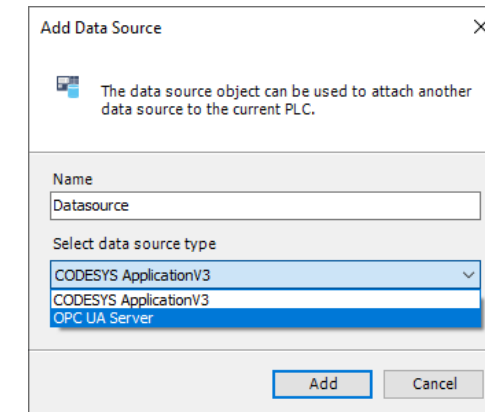 Add Data Source
The data source object can be used to attach another
data source to the current PLC.
Name
Datasource
Select data source type
CODESYS ApplicationV3
CODESYS ApplicationV3
OPC UA Server
Add
Cancel